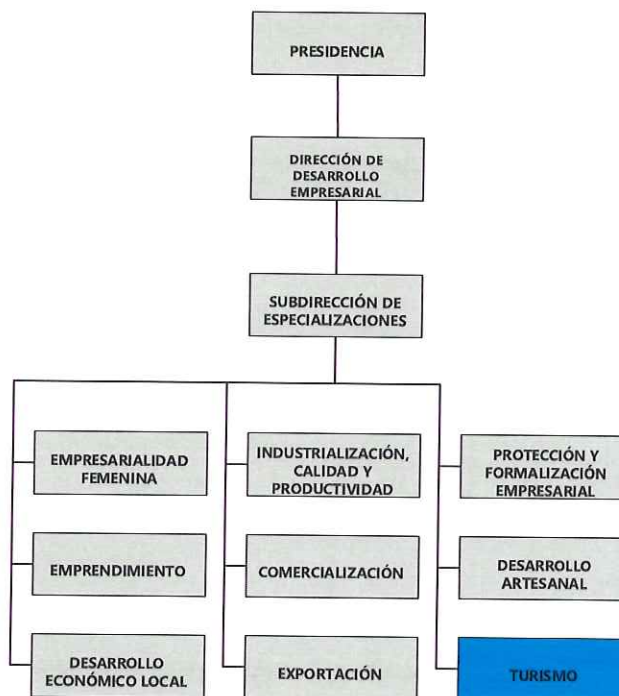 PRESIDENCIA
DIRECCIÓN DE
DESARROLLO
EMPRESARIAL
SUBDIRECCIÓN DE
ESPECIALIZACIONES
EMPRESARIALIDAD
FEMENINA
INDUSTRIALIZACIÓN,
CALIDAD Y
PRODUCTIVIDAD
PROTECCIÓN Y
FORMALIZACIÓN
EMPRESARIAL
EMPRENDIMIENTO
COMERCIALIZACIÓN
DESARROLLO
ARTESANAL
DESARROLLO
ECONÓMICO LOCAL
EXPORTACIÓN
TURISMO